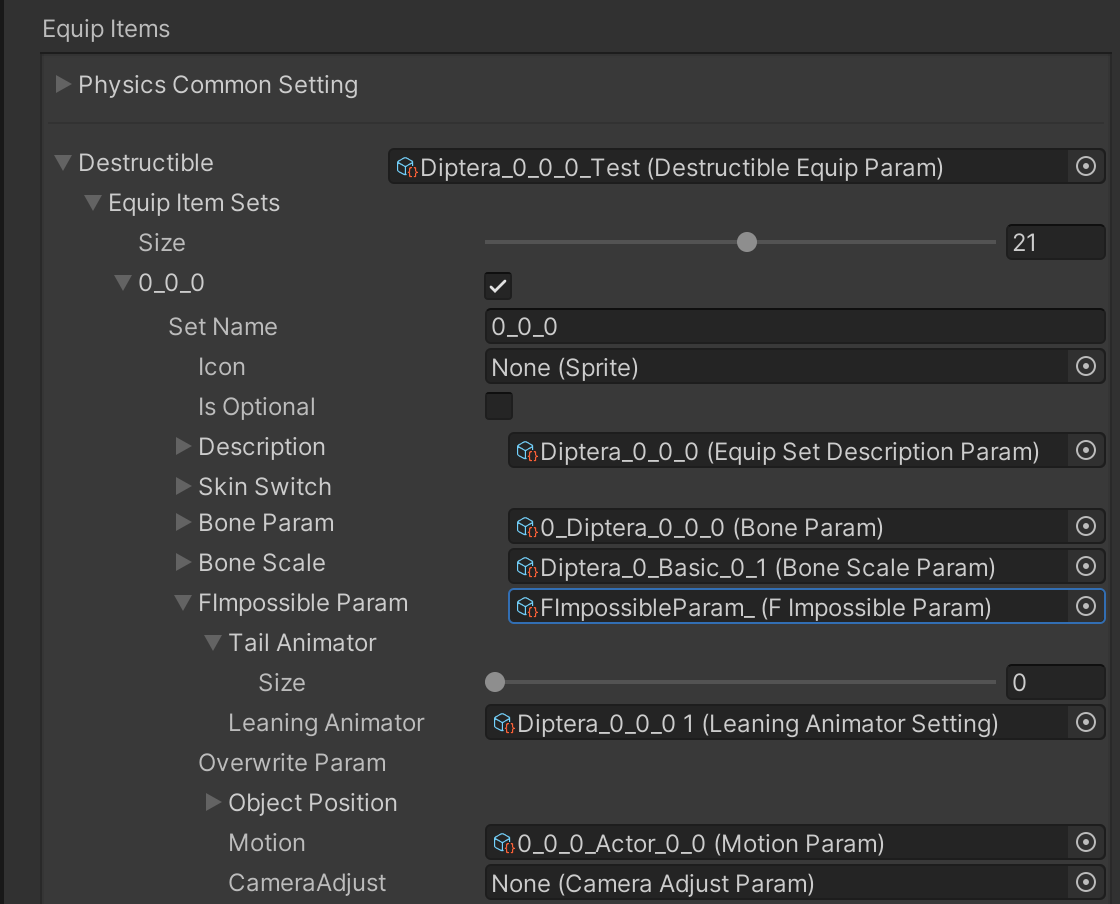 Equip Items
Physics Common Setting
Destructible Diptera_0_0_0_Test (Destructible Equip Param)
Equip Item Sets
Size 21
0_0_0
Set Name 0_0_0
Icon None (Sprite)
Is Optional
Description Diptera_0_0_0 (Equip Set Description Param)
Skin Switch
Bone Param 0_Diptera_0_0_0 (Bone Param)
Bone Scale Diptera_0_Basic_0_1 (Bone Scale Param)
FImpossible Param FImpossibleParam_ (F Impossible Param)
Tail Animator
Size 0
Leaning Animator Diptera_0_0_0 1 (Leaning Animator Setting)
Overwrite Param
Object Position
Motion 0_0_0_Actor_0_0 (Motion Param)
CameraAdjust None (Camera Adjust Param)